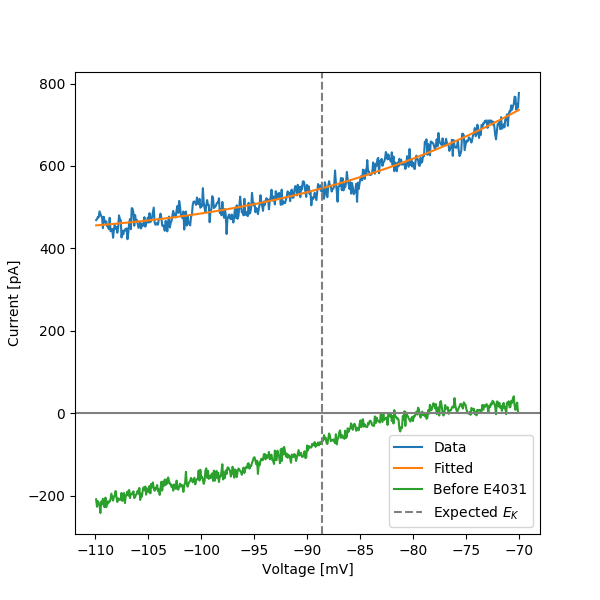 800
600
400
200
0
−200
Current [pA]
−110
−105
−100
−95
−90
−85
−80
−75
−70
Voltage [mV]
Data
Fitted
Before E4031
Expected E_K